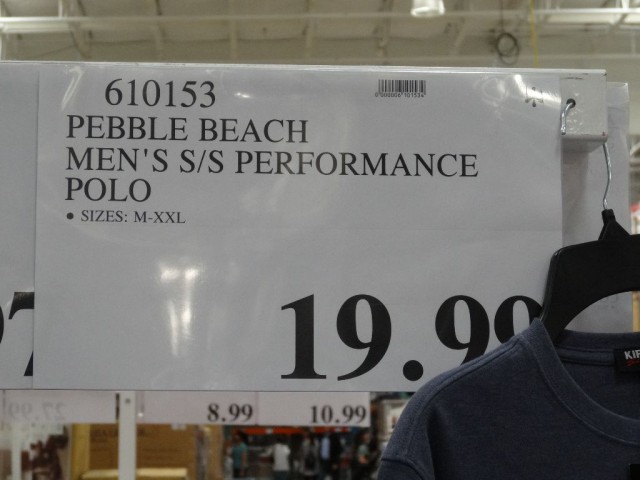 610153
PEBBLE BEACH
MEN'S S/S PERFORMANCE
POLO
• SIZES: M-XXL
19.99
8.99
10.99